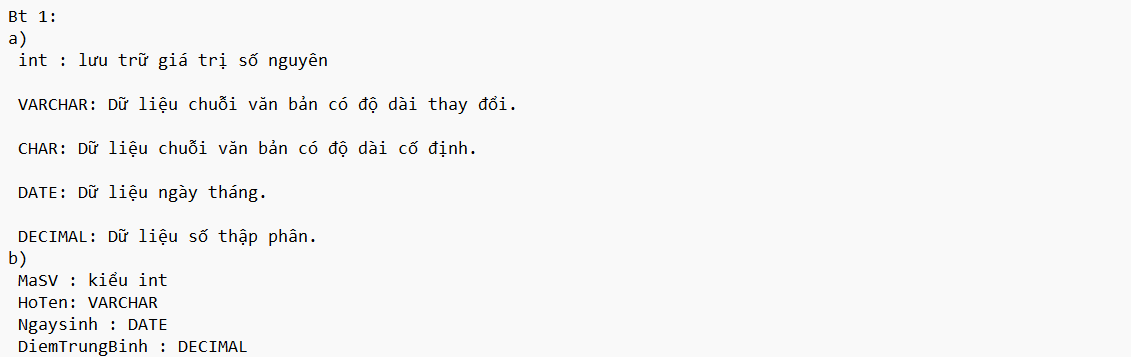 Bt 1:
a)
int : lưu trữ giá trị số nguyên
VARCHAR: Dữ liệu chuỗi văn bản có độ dài thay đổi.
CHAR: Dữ liệu chuỗi văn bản có độ dài cố định.
DATE: Dữ liệu ngày tháng.
DECIMAL: Dữ liệu số thập phân.
b)
MaSV : kiểu int
HoTen: VARCHAR
Ngaysinh : DATE
DiemTrungBinh : DECIMAL